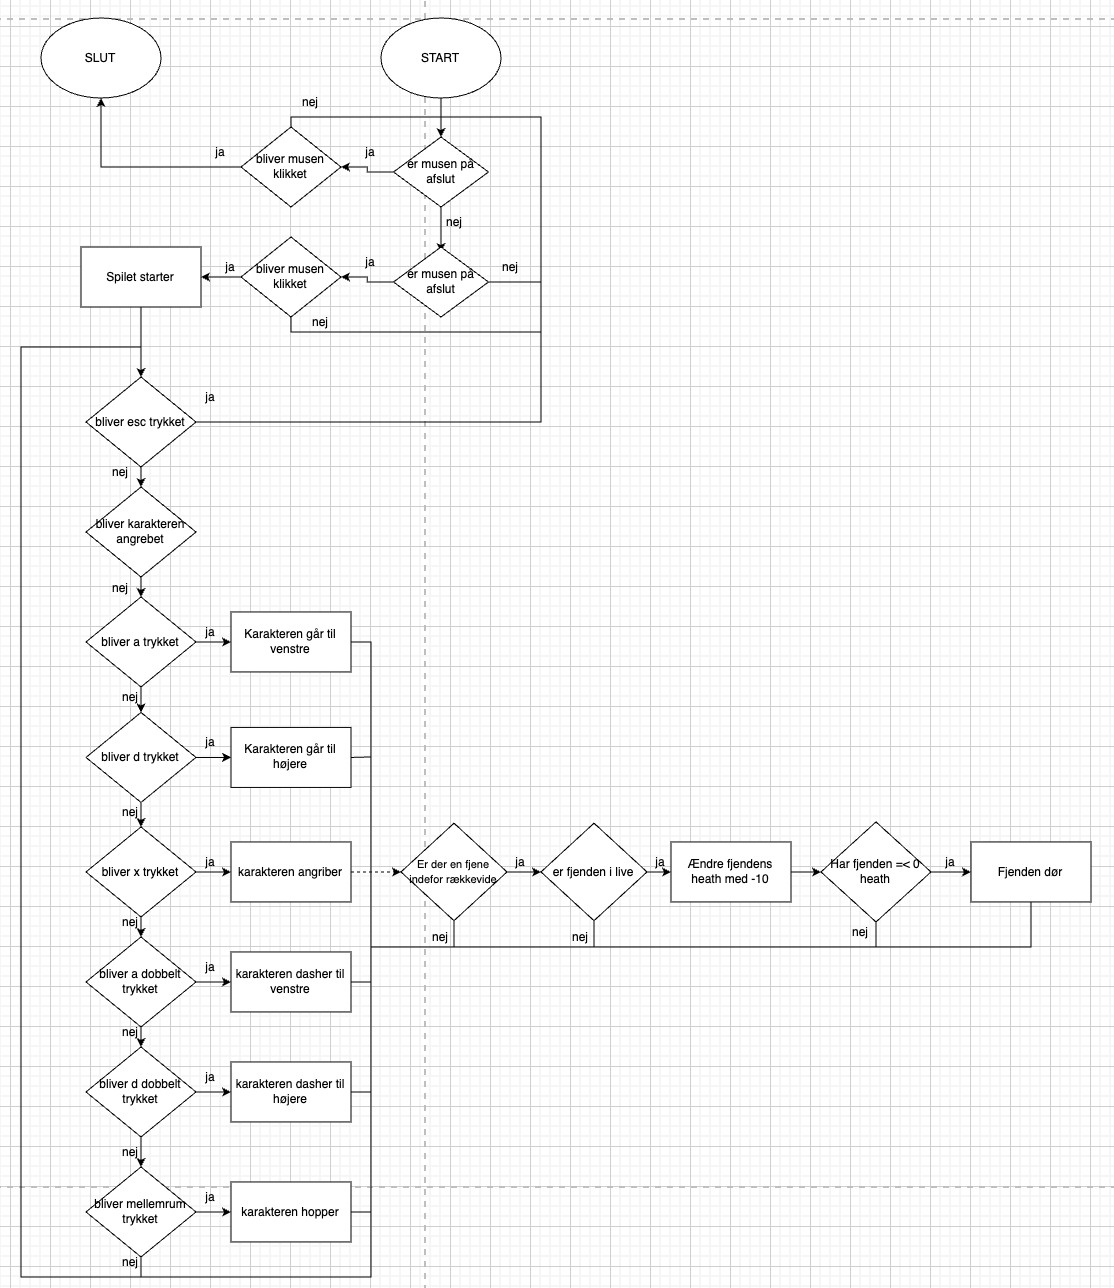 SLUT
START
nej
bliver musen
klikket
ja
ja
er musen på
afslut
nej
Spilet starter
ja
bliver musen
klikket
ja
er musen på
afslut
nej
nej
bliver esc trykket
ja
nej
bliver karakteren
angrebet
nej
bliver a trykket
ja
Karakteren går til
venstre
nej
bliver d trykket
ja
Karakteren går til
højere
nej
bliver x trykket
ja
karakteren angriber
Er der en fjene
indefor rækkevide
ja
nej
er fjenden i live
ja
nej
Ændre fjendens
heath med -10
Har fjenden =< 0
heath
ja
nej
Fjenden dør
nej
bliver a dobbelt
trykket
ja
karakteren dasher til
venstre
nej
bliver d dobbelt
trykket
ja
karakteren dasher til
højere
nej
bliver mellemrum
trykket
ja
karakteren hopper
nej